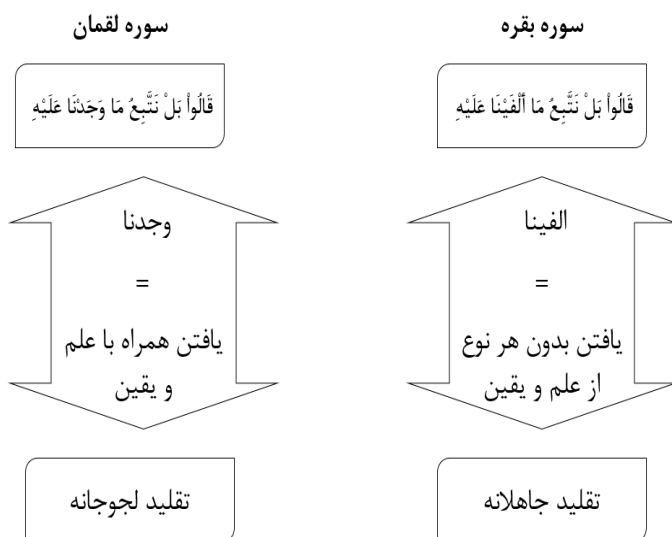 سوره بقره
قَالُواْ بَلْ نَتَّبِعُ مَا أَلْفَيْنَا عَلَيْهِ
الفینا
=
یافتن بدون هر نوع
از علم و یقین
تقلید جاهلانه
سوره لقمان
قَالُواْ بَلْ نَتَّبِعُ مَا وَجَدْنَا عَلَيْهِ
وجدنا
=
یافتن همراه با علم
و یقین
تقلید لجوجانه